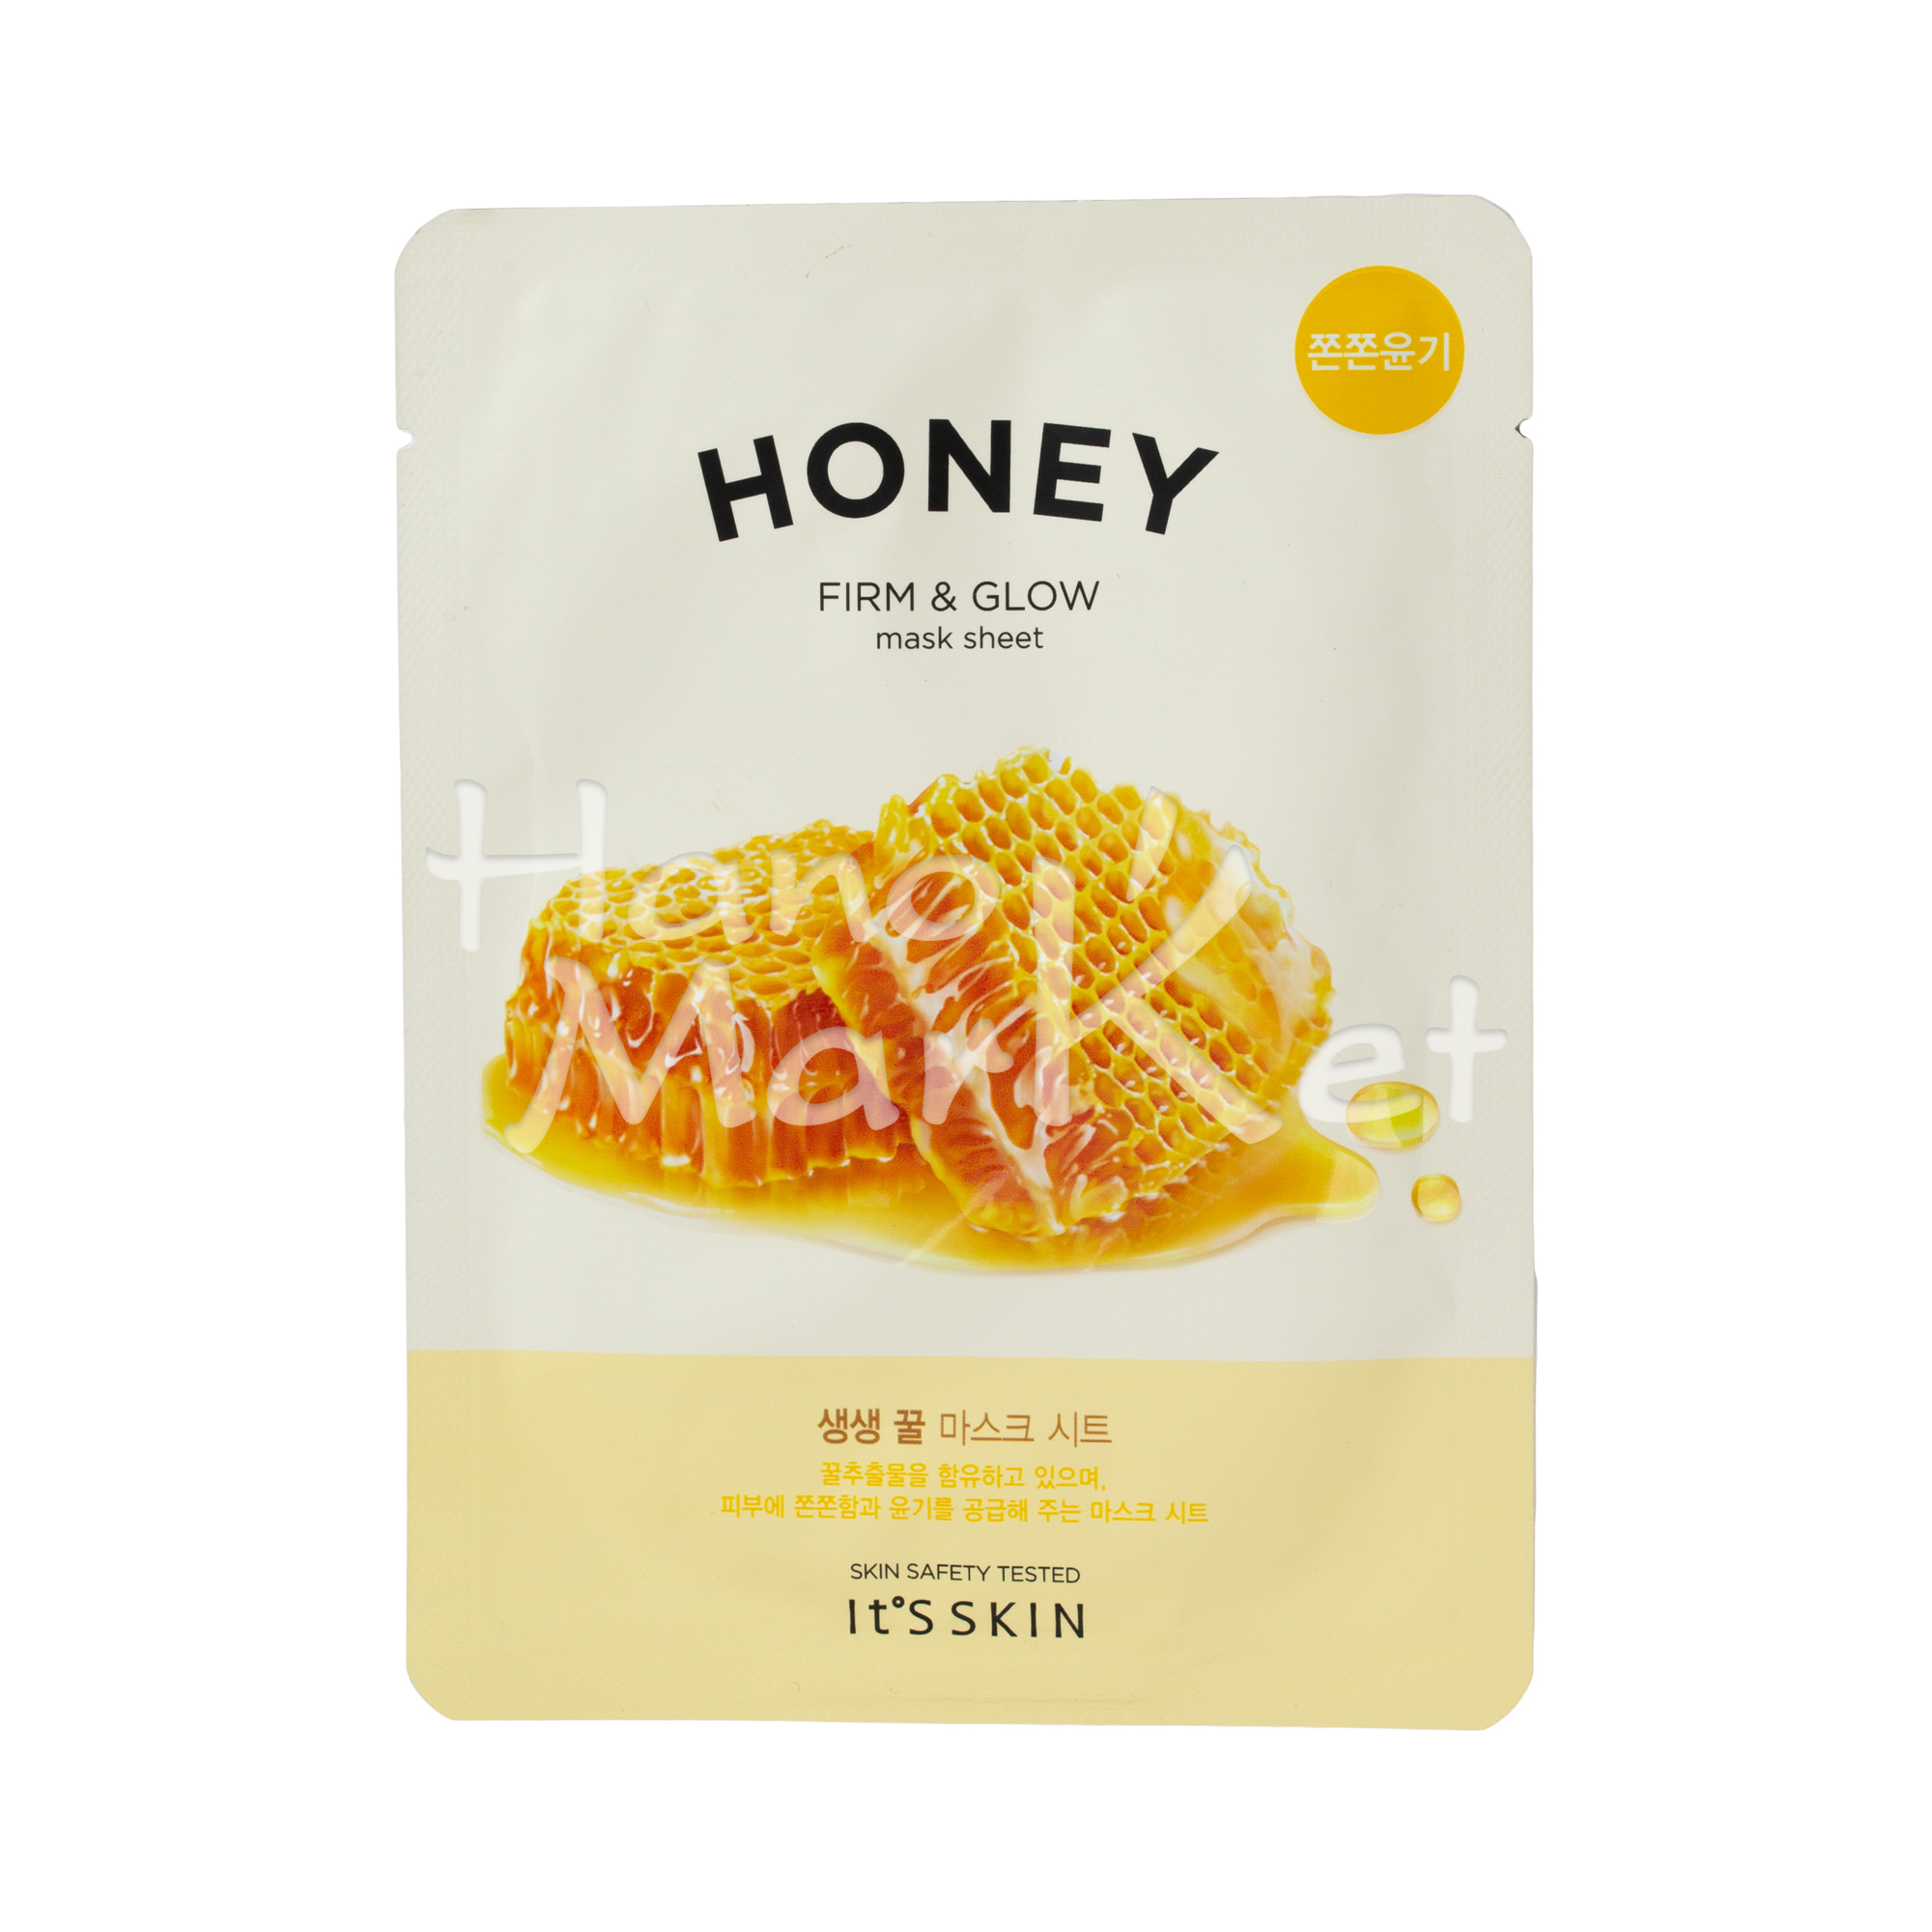 쫀쫀윤기
HONEY
FIRM & GLOW
mask sheet
Hano
MarKet
생생 꿀 마스크 시트
꿀추출물을 함유하고 있으며,
피부에 쫀쫀함과 윤기를 공급해 주는 마스크 시트
SKIN SAFETY TESTED
It'S SKIN